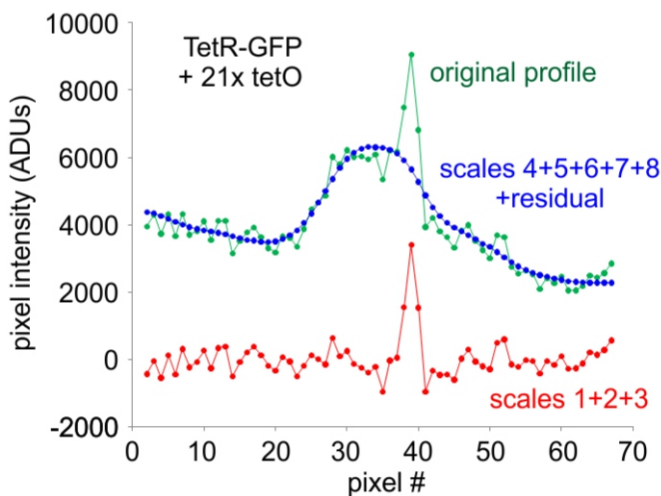 10000
8000
6000
4000
2000
0
-2000
pixel intensity (ADUs)
TetR-GFP
+ 21x tetO
original profile
scales 4+5+6+7+8
+residual
scales 1+2+3
0 10 20 30 40 50 60 70
pixel #